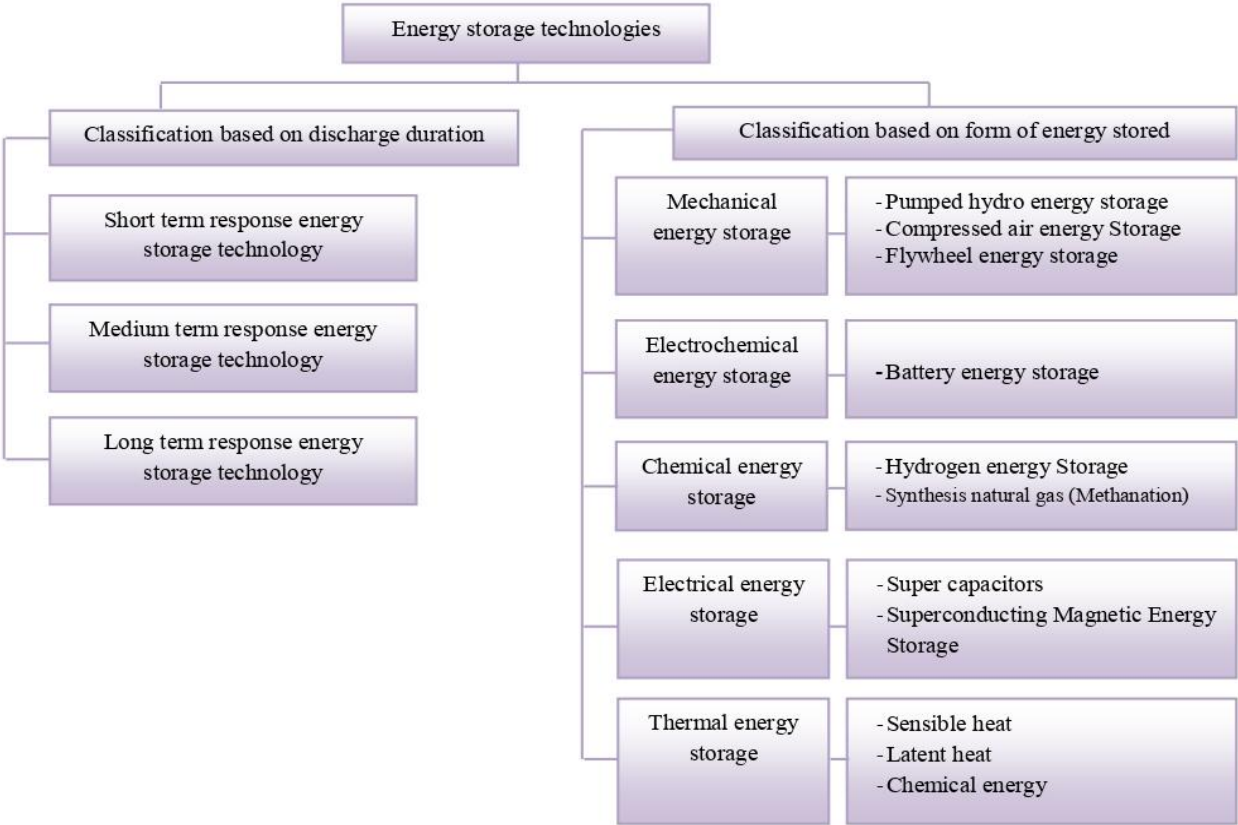 Energy storage technologies
Classification based on discharge duration
Short term response energy
storage technology
Medium term response energy
storage technology
Long term response energy
storage technology
Classification based on form of energy stored
Mechanical
energy storage
-Pumped hydro energy storage
-Compressed air energy Storage
-Flywheel energy storage
Electrochemical
energy storage
-Battery energy storage
Chemical energy
storage
-Hydrogen energy Storage
-Synthesis natural gas (Methanation)
Electrical energy
storage
-Super capacitors
-Superconducting Magnetic Energy
Storage
Thermal energy
storage
-Sensible heat
-Latent heat
-Chemical energy